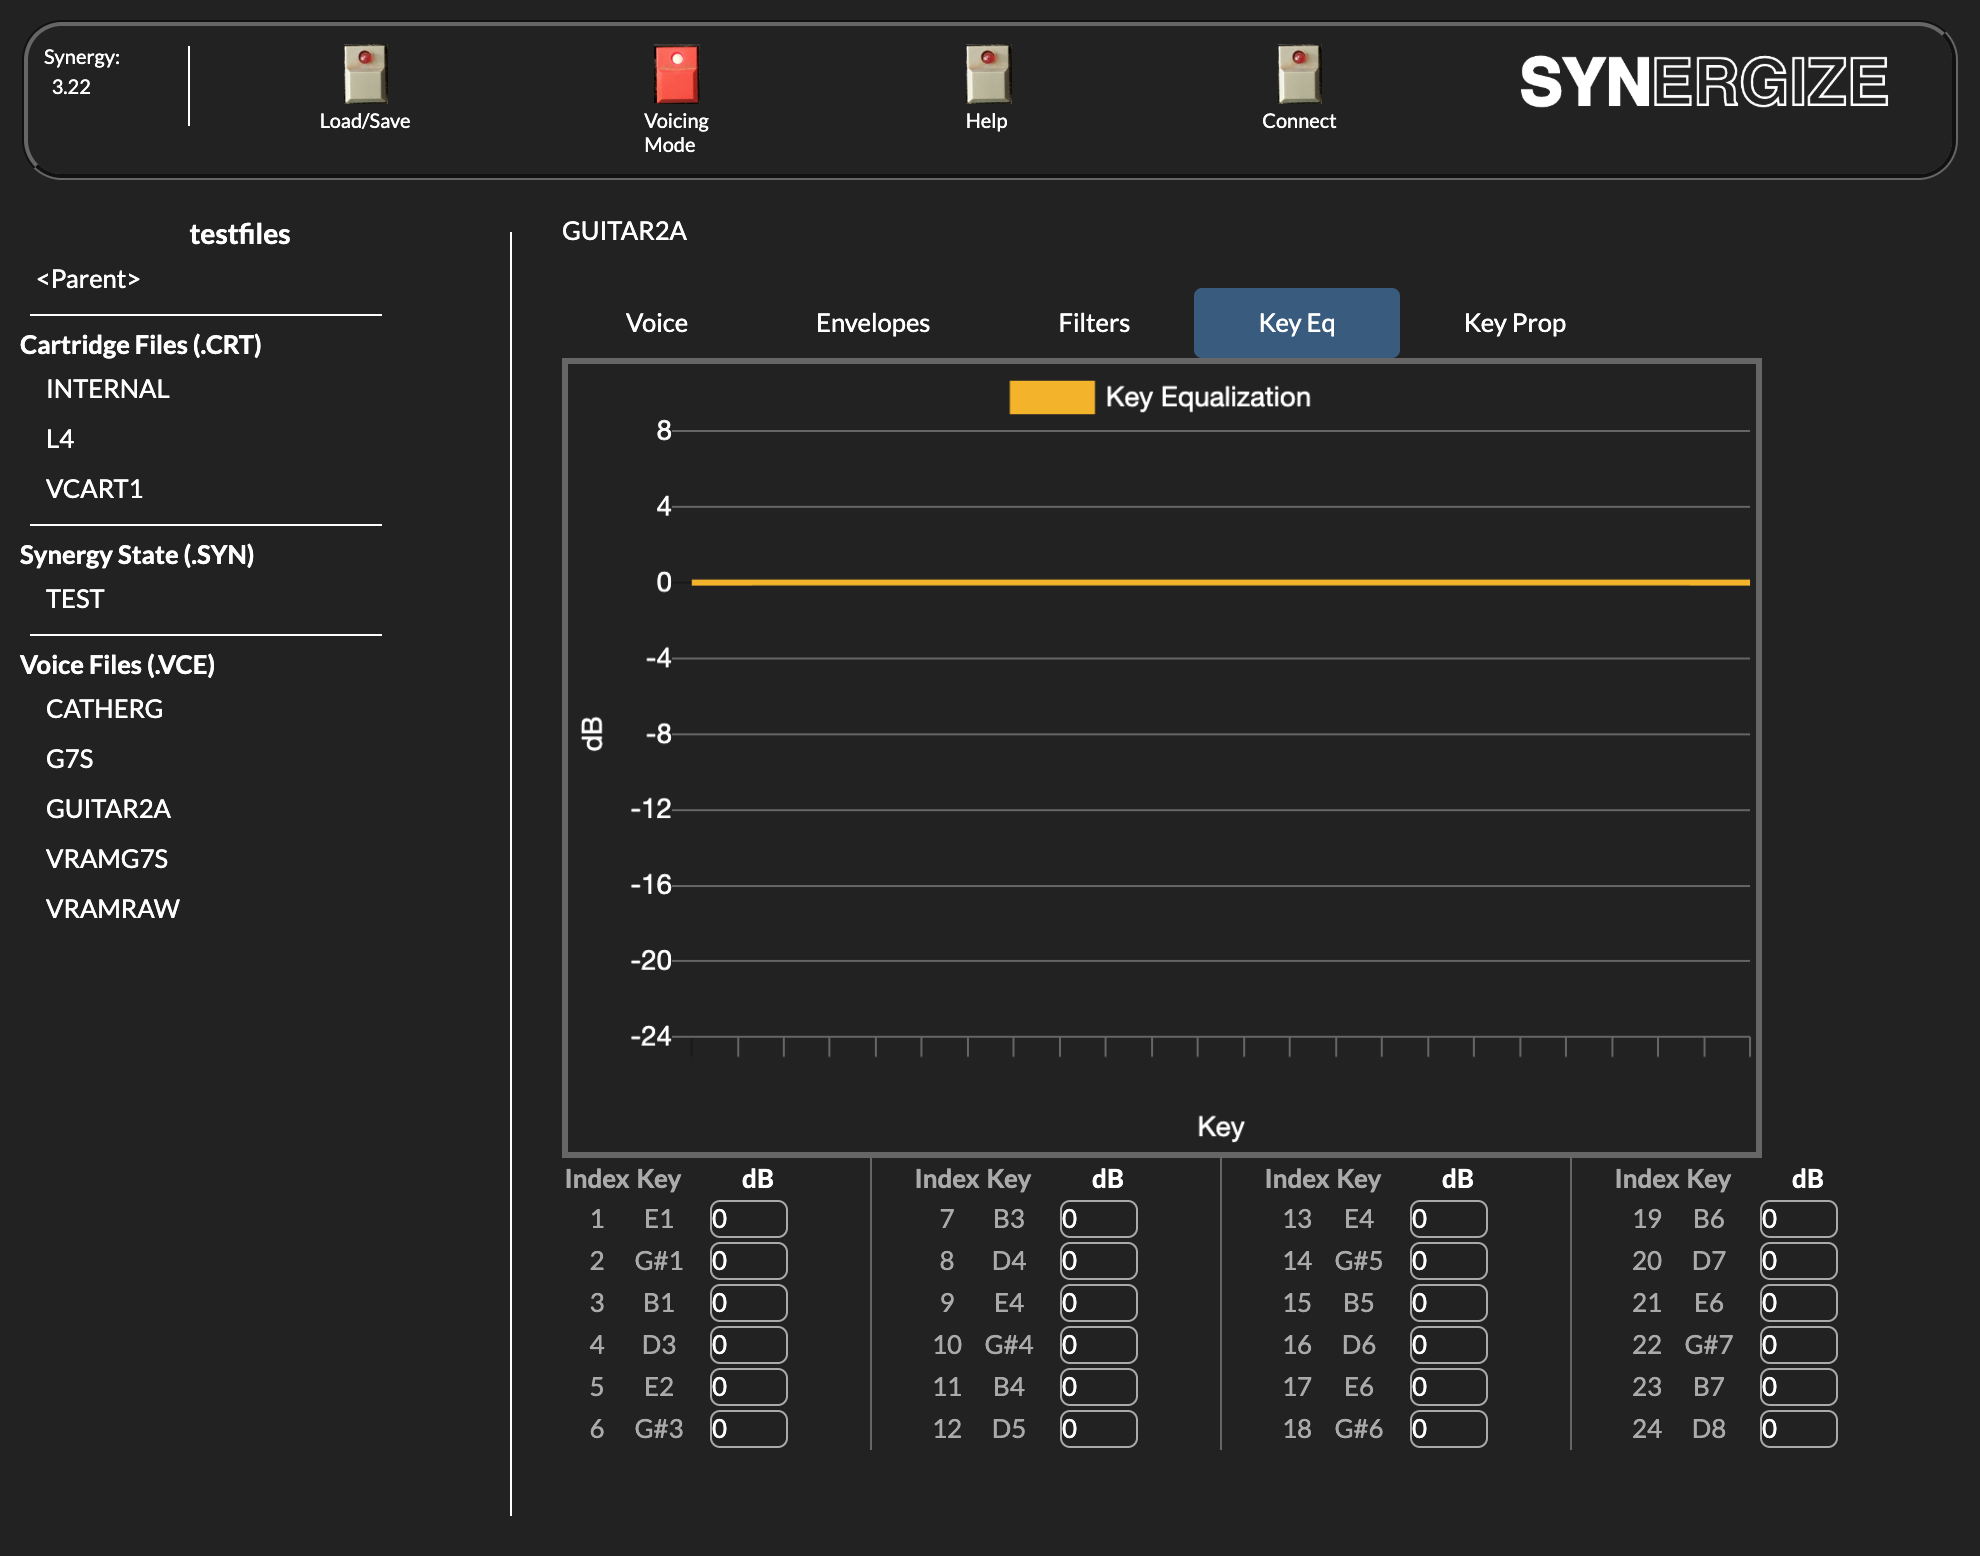 Synergy:
3.22
Load/Save
Voicing
Mode
Help
Connect
SYNERGIZE
testfiles
<Parent>
Cartridge Files (.CRT)
INTERNAL
L4
VCART1
Synergy State (.SYN)
TEST
Voice Files (.VCE)
CATHERG
G7S
GUITAR2A
VRAMG7S
VRAMRAW
GUITAR2A
Voice Envelopes Filters Key Eq Key Prop
Key Equalization
8
4
0
-4
-8
-12
-16
-20
-24
dB
Key
Index Key dB Index Key dB Index Key dB Index Key dB
1 E1 0 7 B3 0 13 E4 0 19 B6 0
2 G#1 0 8 D4 0 14 G#5 0 20 D7 0
3 B1 0 9 E4 0 15 B5 0 21 E6 0
4 D3 0 10 G#4 0 16 D6 0 22 G#7 0
5 E2 0 11 B4 0 17 E6 0 23 B7 0
6 G#3 0 12 D5 0 18 G#6 0 24 D8 0